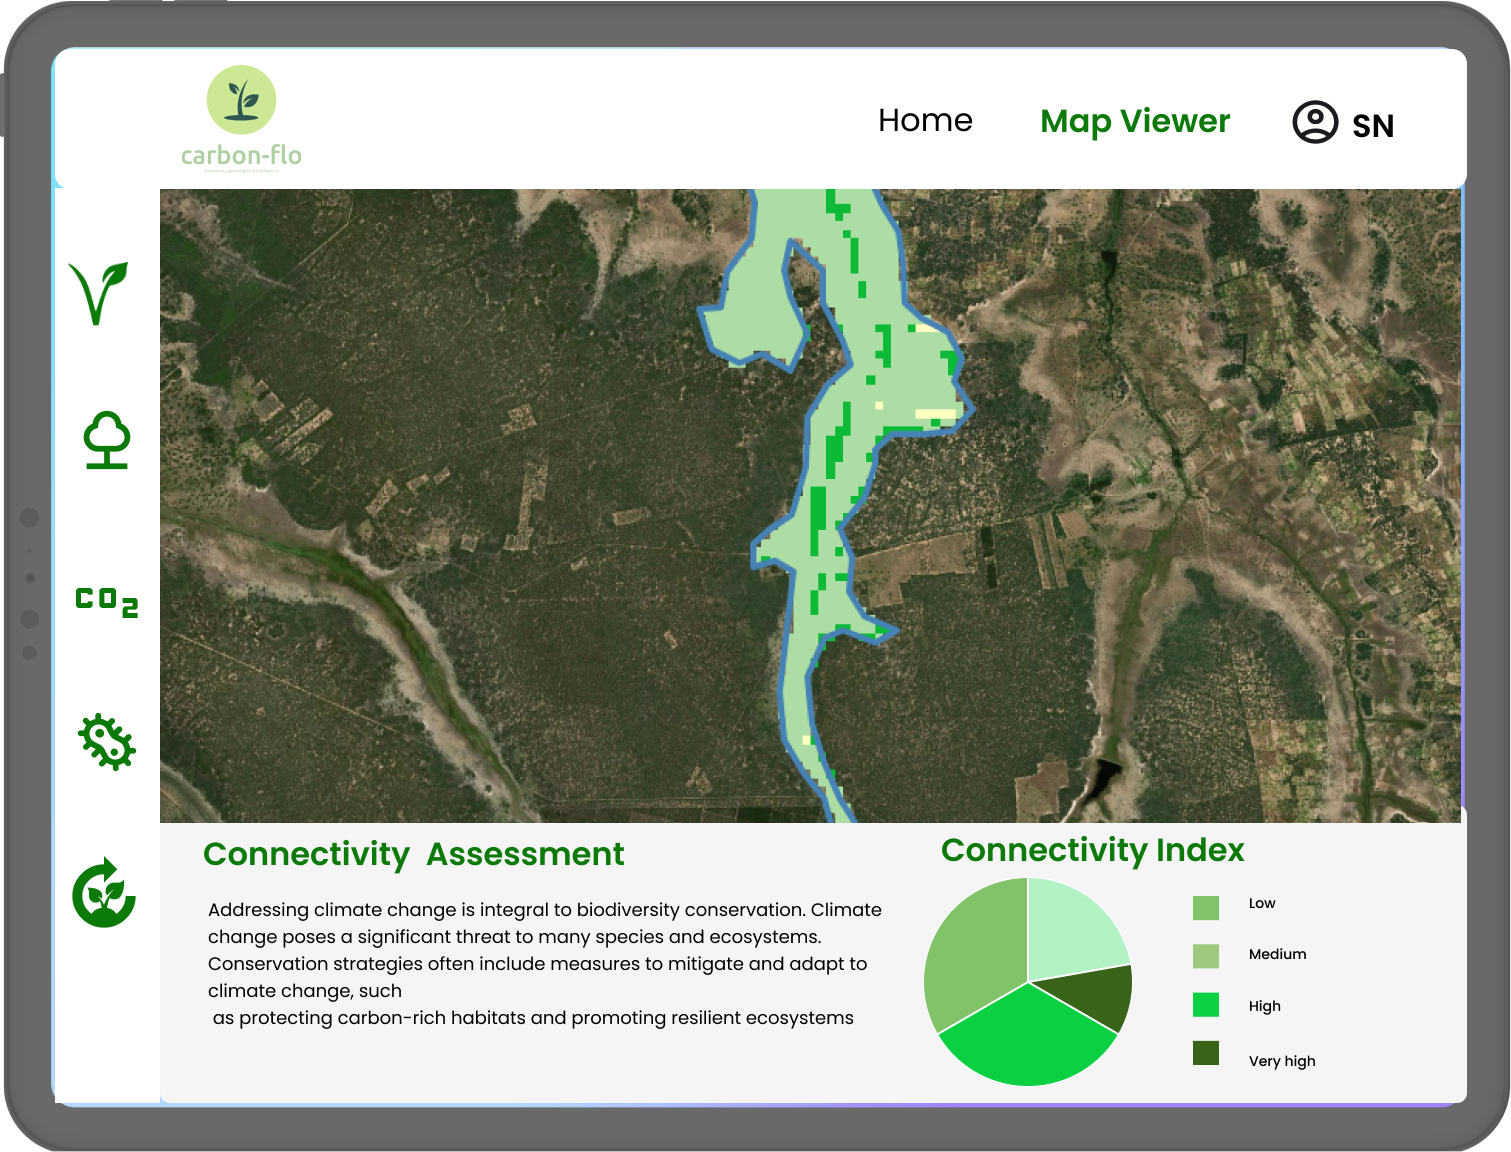 carbon-flo
Home
Map Viewer
SN
CO2
Connectivity Assessment
Addressing climate change is integral to biodiversity conservation. Climate
change poses a significant threat to many species and ecosystems.
Conservation strategies often include measures to mitigate and adapt to
climate change, such
as protecting carbon-rich habitats and promoting resilient ecosystems
Connectivity Index
Low
Medium
High
Very high